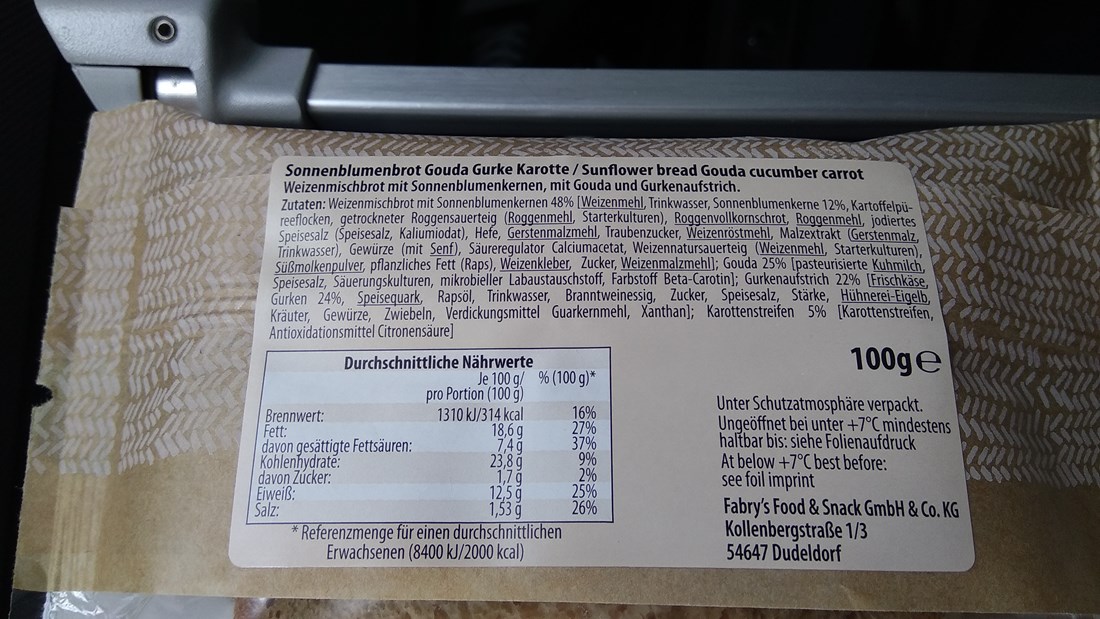 Sonnenblumenbrot Gouda Gurke Karotte / Sunflower bread Gouda cucumber carrot
Weizenmischbrot mit Sonnenblumenkernen, mit Gouda und Gurkenaufstrich.
Zutaten: Weizenmischbrot mit Sonnenblumenkernen 48% [Weizenmehl, Trinkwasser, Sonnenblumenkerne 12%, Kartoffelpü-
reeflocken, getrockneter Roggensauerteig (Roggenmehl, Starterkulturen), Roggenvollkornschrot, Roggenmehl, jodiertes
Speisesalz (Speisesalz, Kaliumiodat), Hefe, Gerstenmalzmehl, Traubenzucker, Weizenröstmehl, Malzextrakt (Gerstenmalz,
Trinkwasser), Gewürze (mit Senf), Säureregulator Calciumacetat, Weizennatursauerteig (Weizenmehl, Starterkulturen),
Süßmolkenpulver, pflanzliches Fett (Raps), Weizenkleber, Zucker, Weizenmalzmehl]; Gouda 25% [pasteurisierte Kuhmilch,
Speisesalz, Säuerungskulturen, mikrobieller Labaustauschstoff, Farbstoff Beta-Carotin]; Gurkenaufstrich 22% [Frischkäse,
Gurken 24%, Speisequark, Rapsöl, Trinkwasser, Branntweinessig, Zucker, Speisesalz, Stärke, Hühnerei-Eigelb,
Kräuter, Gewürze, Zwiebeln, Verdickungsmittel Guarkernmehl, Xanthan]; Karottenstreifen 5% [Karottenstreifen,
Antioxidationsmittel Citronensäure]
Durchschnittliche Nährwerte
Je 100 g/ % (100 g)*
pro Portion (100 g)
Brennwert: 1310 kJ/314 kcal 16%
Fett: 18,6 g 27%
davon gesättigte Fettsäuren: 7,4 g 37%
Kohlenhydrate: 23,8 g 9%
davon Zucker: 1,7 g 2%
Eiweiß: 12,5 g 25%
Salz: 1,53 g 26%
* Referenzmenge für einen durchschnittlichen
Erwachsenen (8400 kJ/2000 kcal)
100g ℮
Unter Schutzatmosphäre verpackt.
Ungeöffnet bei unter +7°C mindestens
haltbar bis: siehe Folienaufdruck
At below +7°C best before:
see foil imprint
Fabry's Food & Snack GmbH & Co. KG
Kollenbergstraße 1/3
54647 Dudeldorf